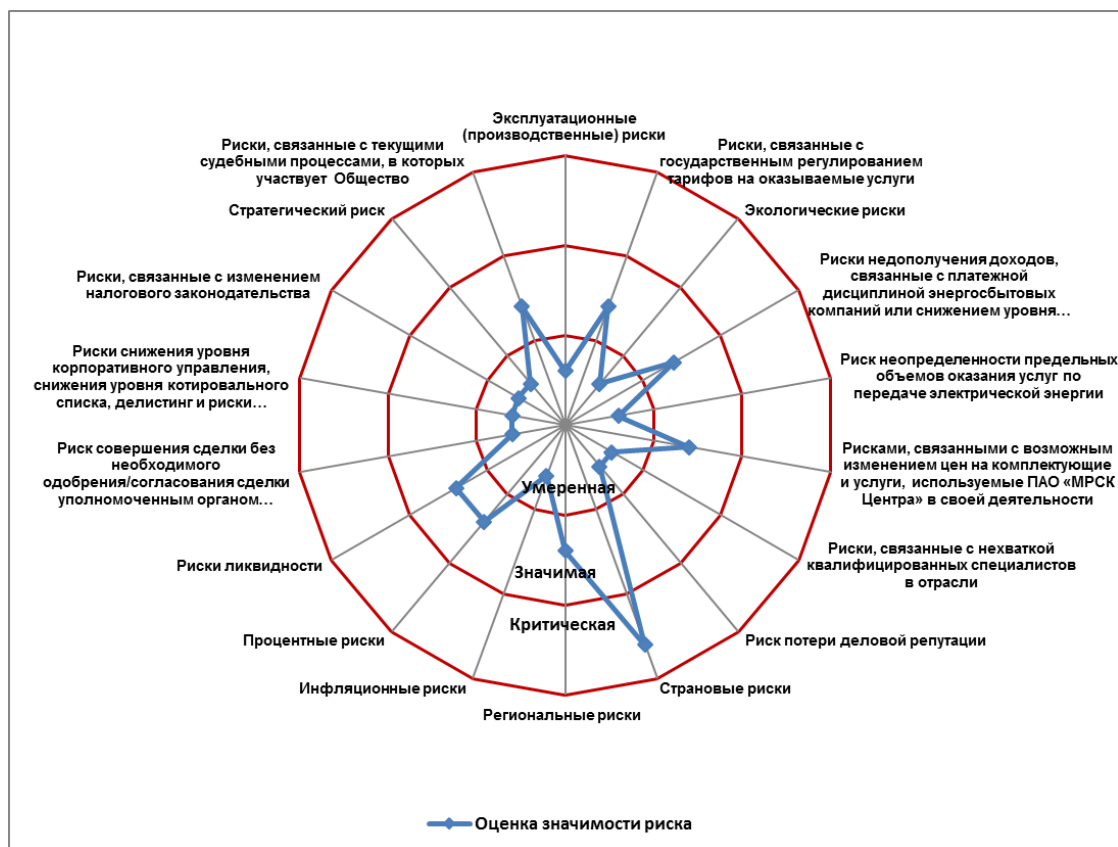 Эксплуатационные
(производственные) риски
Риски, связанные с
государственным регулированием
тарифов на оказываемые услуги
Экологические риски
Риски недополучения доходов,
связанные с платежной
дисциплиной энергосбытовых
компаний или снижением уровня…
Риск неопределенности предельных
объемов оказания услуг по
передаче электрической энергии
Рисками, связанными с возможным
изменением цен на комплектующие
и услуги, используемые ПАО «МРСК
Центра» в своей деятельности
Риски, связанные с нехваткой
квалифицированных специалистов
в отрасли
Риск потери деловой репутации
Страновые риски
Региональные риски
Инфляционные риски
Процентные риски
Риски ликвидности
Риск совершения сделки без
необходимого
одобрения/согласования сделки
уполномоченным органом…
Риски снижения уровня
корпоративного управления,
снижения уровня котировального
списка, делистинг и риски…
Риски, связанные с изменением
налогового законодательства
Стратегический риск
Риски, связанные с текущими
судебными процессами, в которых
участвует Общество
Умеренная
Значимая
Критическая
Оценка значимости риска